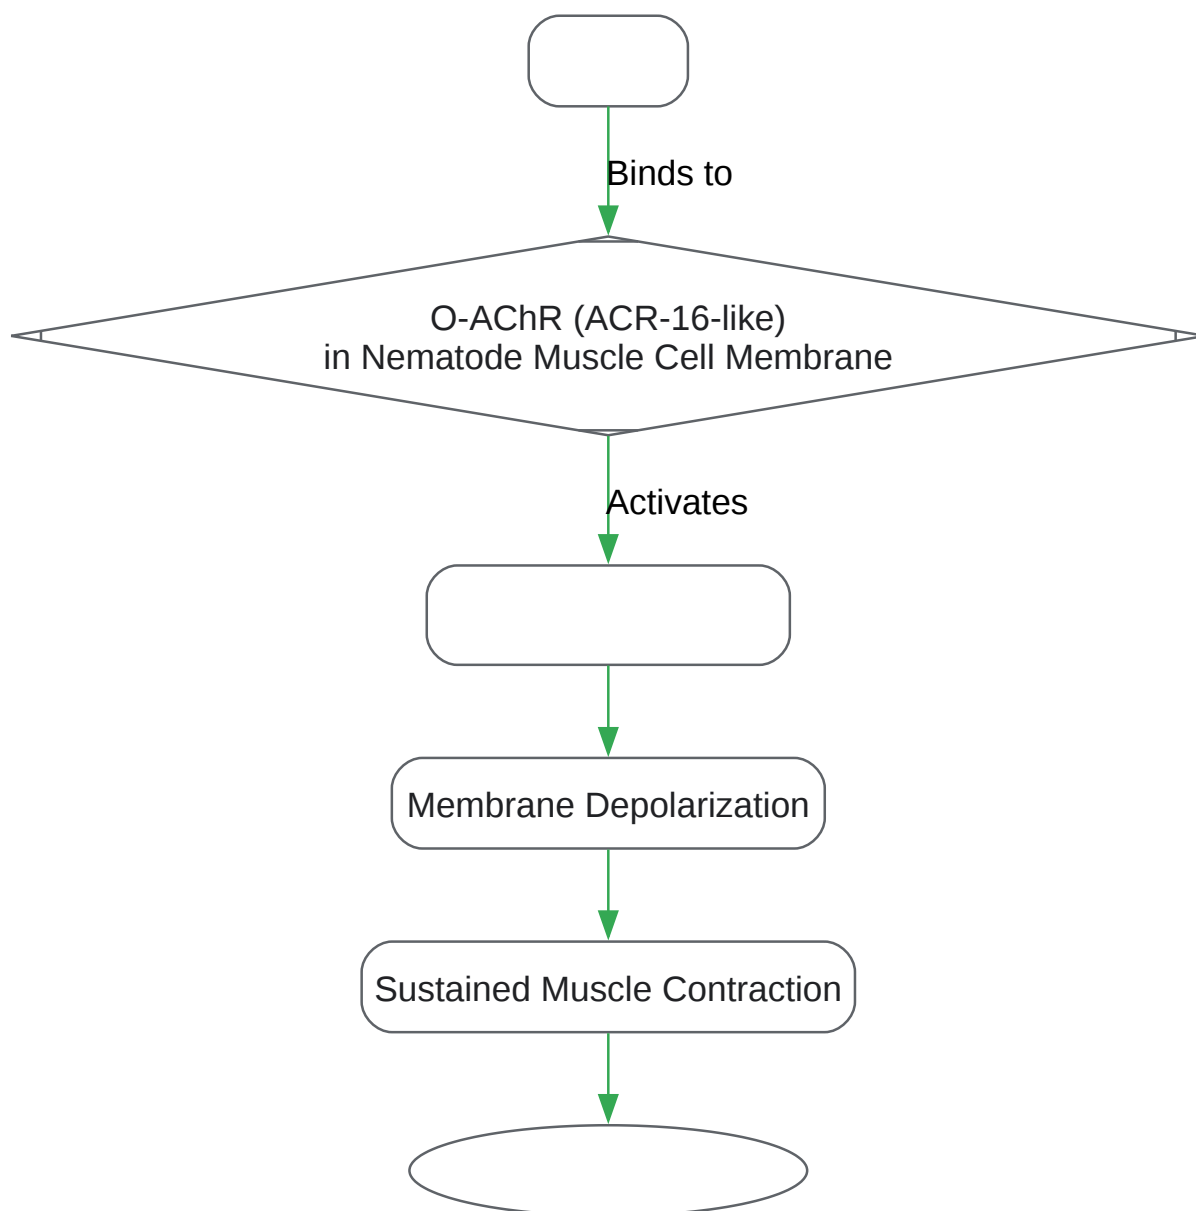 Binds to
O-AChR (ACR-16-like)
in Nematode Muscle Cell Membrane
Activates
Membrane Depolarization
Sustained Muscle Contraction